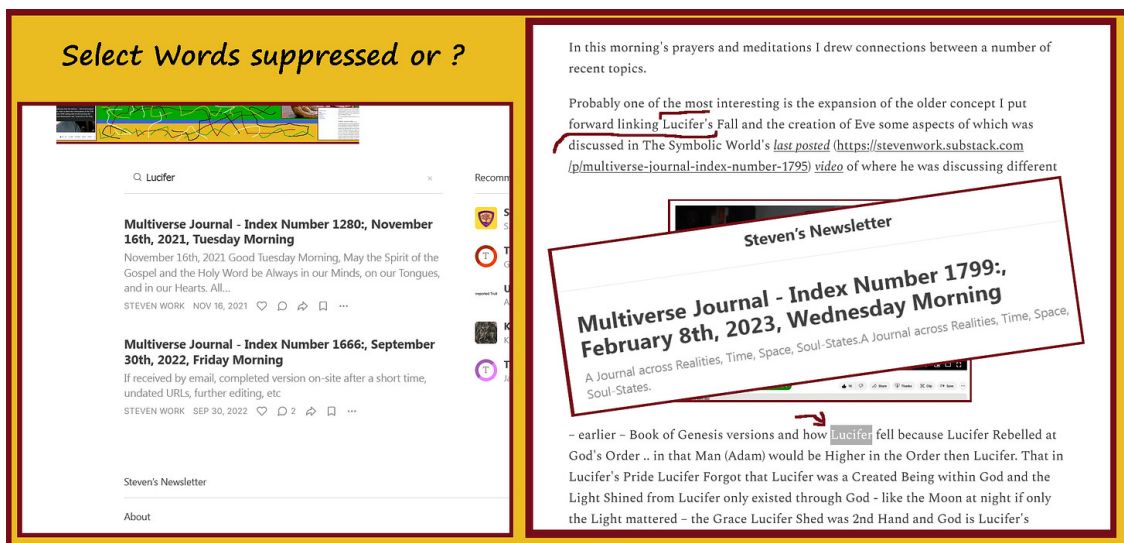 Select Words suppressed or ?
Lucifer
×
Recomm
Multiverse Journal - Index Number 1280:, November
16th, 2021, Tuesday Morning
November 16th, 2021 Good Tuesday Morning, May the Spirit of the
Gospel and the Holy Word be Always in our Minds, on our Tongues,
and in our Hearts. All...
STEVEN WORK NOV 16, 2021
Multiverse Journal - Index Number 1666:, September
30th, 2022, Friday Morning
If received by email, completed version on-site after a short time,
undated URLs, further editing, etc
STEVEN WORK SEP 30, 2022 2
S
T
T
G
U
A
K
K
T
T
Steven's Newsletter
About
In this morning's prayers and meditations I drew connections between a number of
recent topics.
Probably one of the most interesting is the expansion of the older concept I put
forward linking Lucifer's Fall and the creation of Eve some aspects of which was
discussed in The Symbolic World's last posted (https://stevenwork.substack.com
/p/multiverse-journal-index-number-1795) video of where he was discussing different
Steven's Newsletter
Multiverse Journal - Index Number 1799:,
February 8th, 2023, Wednesday Morning
A Journal across Realities, Time, Space, Soul-States.A Journal across Realities, Time, Space,
Soul-States.
Share Thanks Clip Save
– earlier – Book of Genesis versions and how Lucifer fell because Lucifer Rebelled at
God's Order .. in that Man (Adam) would be Higher in the Order then Lucifer. That in
Lucifer's Pride Lucifer Forgot that Lucifer was a Created Being within God and the
Light Shined from Lucifer only existed through God - like the Moon at night if only
the Light mattered – the Grace Lucifer Shed was 2nd Hand and God is Lucifer's